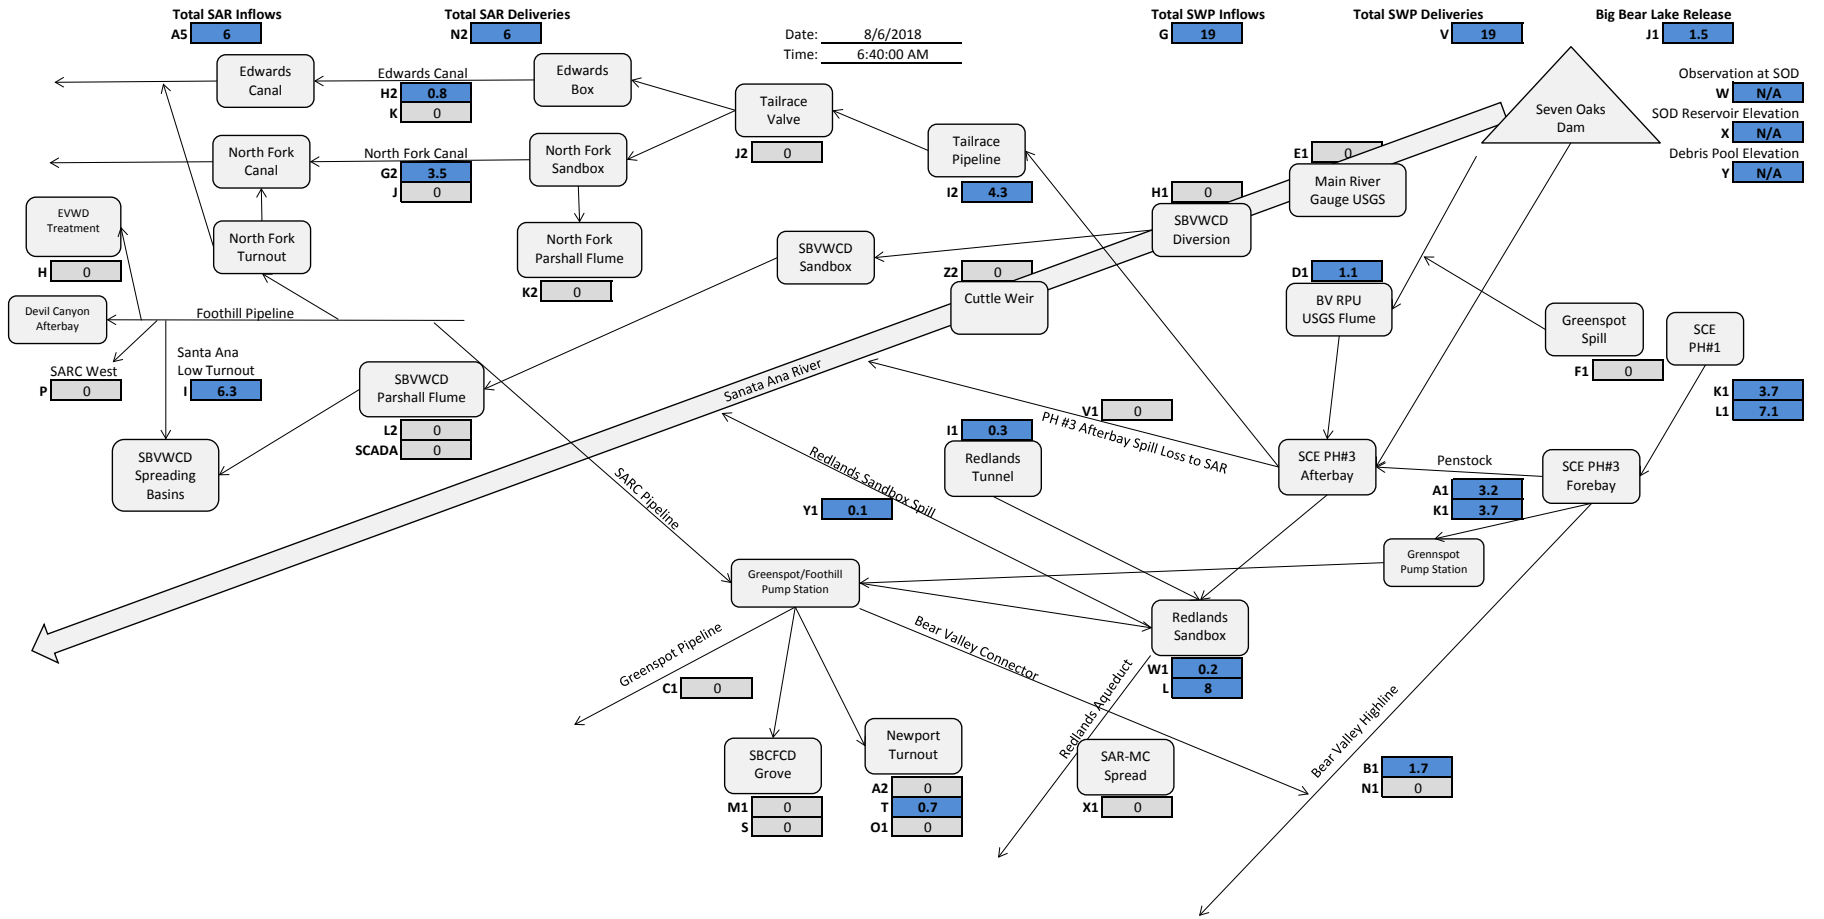 Total SAR Inflows
A5 6
Total SAR Deliveries
N2 6
Date: 8/6/2018
Time: 6:40:00 AM
Total SWP Inflows
G 19
Total SWP Deliveries
V 19
Big Bear Lake Release
J1 1.5
Observation at SOD
W N/A
SOD Reservoir Elevation
X N/A
Debris Pool Elevation
Y N/A
Seven Oaks
Dam
Edwards
Canal
Edwards Canal
H2 0.8
K 0
Edwards
Box
Tailrace
Valve
J2 0
Tailrace
Pipeline
I2 4.3
E1 0
Main River
Gauge USGS
H1 0
SBVWCD
Diversion
North Fork
Canal
North Fork Canal
G2 3.5
J 0
North Fork
Sandbox
North Fork
Parshall Flume
K2 0
EVWD
Treatment
H 0
North Fork
Turnout
SBVWCD
Sandbox
Z2 0
Cuttle Weir
D1 1.1
BV RPU
USGS Flume
Greenspot
Spill
F1 0
SCE
PH#1
K1 3.7
L1 7.1
Devil Canyon
Afterbay
Foothill Pipeline
SARC West
P 0
Santa Ana
Low Turnout
I 6.3
SBVWCD
Parshall Flume
L2 0
SCADA 0
SBVWCD
Spreading
Basins
Sanata Ana River
V1 0
PH #3 Afterbay Spill Loss to SAR
I1 0.3
Redlands
Tunnel
SCE PH#3
Afterbay
Penstock
A1 3.2
K1 3.7
SCE PH#3
Forebay
Redlands Sandbox Spill
Y1 0.1
SARC Pipeline
Grennspot
Pump Station
Greenspot/Foothill
Pump Station
Redlands
Sandbox
W1 0.2
L 8
Greenspot Pipeline
C1 0
Bear Valley Connector
Redlands Aqueduct
Bear Valley Highline
SBCFCD
Grove
M1 0
S 0
Newport
Turnout
A2 0
T 0.7
O1 0
SAR-MC
Spread
X1 0
B1 1.7
N1 0